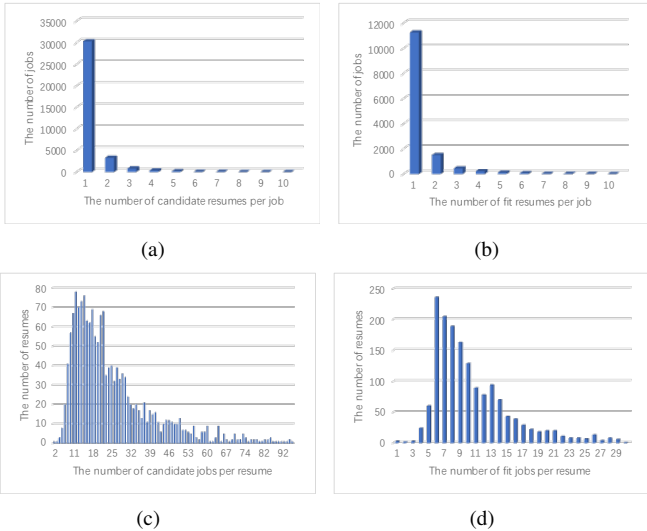 35000
30000
25000
20000
15000
10000
5000
0
The number of jobs
1 2 3 4 5 6 7 8 9 10
The number of candidate resumes per job
(a)
12000
10000
8000
6000
4000
2000
0
The number of jobs
1 2 3 4 5 6 7 8 9 10
The number of fit resumes per job
(b)
80
70
60
50
40
30
20
10
0
The number of resumes
2 11 18 25 32 39 46 53 60 67 74 82 92
The number of candidate jobs per resume
(c)
250
200
150
100
50
0
The number of resumes
1 3 5 7 9 11 13 15 17 19 21 23 25 27 29
The number of fit jobs per resume
(d)